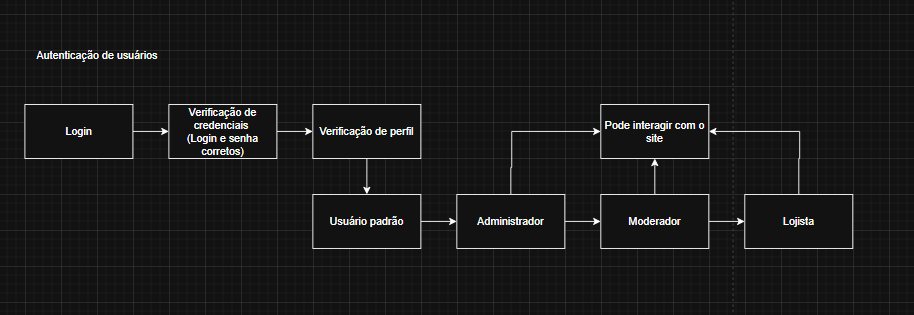 Autenticação de usuários
Login
Verificação de
credenciais
(Login e senha
corretos)
Verificação de perfil
Pode interagir com o
site
Usuário padrão
Administrador
Moderador
Lojista